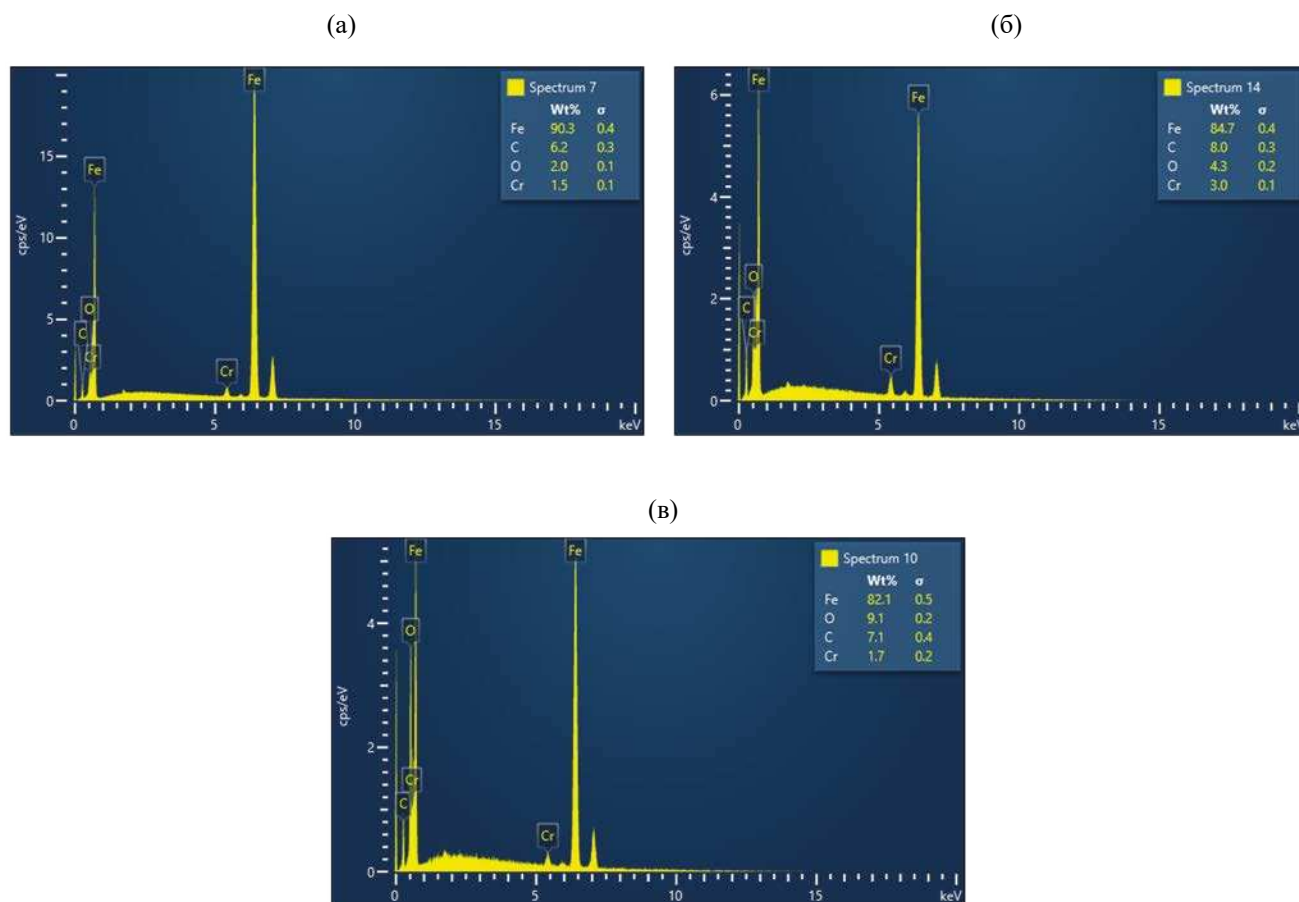 (а)
Fe
Fe
O
C
Cr
Cr
cps/eV
15
10
5
0
0
5
10
15
keV
Spectrum 7
Wt% σ
Fe 90.3 0.4
C 6.2 0.3
O 2.0 0.1
Cr 1.5 0.1
(б)
Fe
Fe
O
C
Cr
Cr
cps/eV
6
4
2
0
0
5
10
15
keV
Spectrum 14
Wt% σ
Fe 84.7 0.4
C 8.0 0.3
O 4.3 0.2
Cr 3.0 0.1
(в)
Fe
Fe
O
Cr
C
Cr
cps/eV
4
2
0
0
5
10
15
keV
Spectrum 10
Wt% σ
Fe 82.1 0.5
O 9.1 0.2
C 7.1 0.4
Cr 1.7 0.2